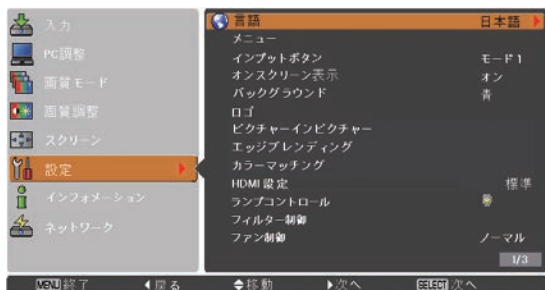 入力
PC調整
画質モード
画質調整
スクリーン
設定
インフォメーション
ネットワーク
言語 日本語
メニュー
インプットボタン モード1
オンスクリーン表示 オン
バックグラウンド 青
ロゴ
ピクチャーインピクチャー
エッジブレンディング
カラーマッチング
HDMI 設定 標準
ランプコントロール
フィルター制御
ファン制御 ノーマル
1/3
MENU 終了 戻る 移動 次へ SELECT 次へ